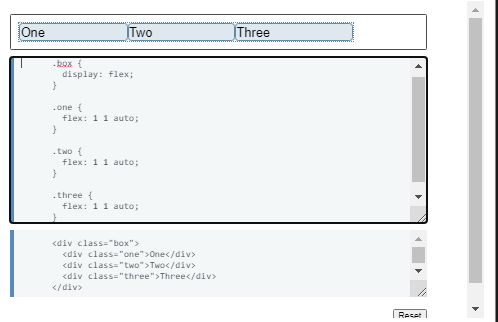 One Two Three
.box {
display: flex;
}
.one {
flex: 1 1 auto;
}
.two {
flex: 1 1 auto;
}
.three {
flex: 1 1 auto;
}
<div class="box">
<div class="one">One</div>
<div class="two">Two</div>
<div class="three">Three</div>
</div>
Reset